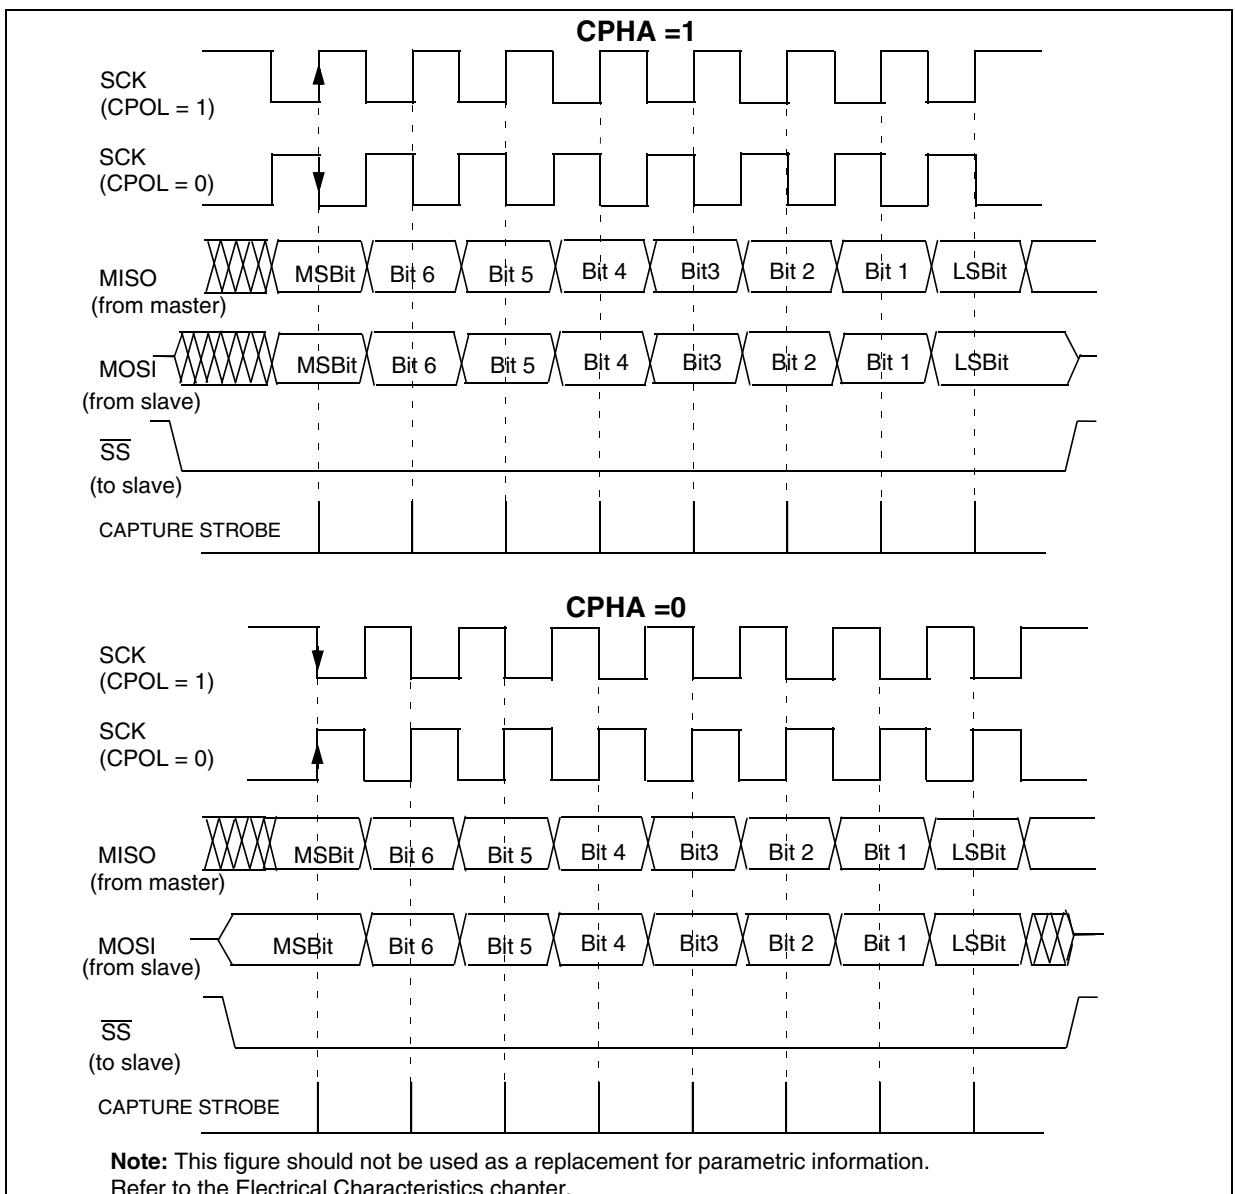 CPHA =1
SCK
(CPOL = 1)
SCK
(CPOL = 0)
MISO
(from master)
MSBit Bit 6 Bit 5 Bit 4 Bit3 Bit 2 Bit 1 LSBit
MOSI
(from slave)
MSBit Bit 6 Bit 5 Bit 4 Bit3 Bit 2 Bit 1 LSBit
SS
(to slave)
CAPTURE STROBE
CPHA =0
SCK
(CPOL = 1)
SCK
(CPOL = 0)
MISO
(from master)
MSBit Bit 6 Bit 5 Bit 4 Bit3 Bit 2 Bit 1 LSBit
MOSI
(from slave)
MSBit Bit 6 Bit 5 Bit 4 Bit3 Bit 2 Bit 1 LSBit
SS
(to slave)
CAPTURE STROBE
Note: This figure should not be used as a replacement for parametric information.
Refer to the Electrical Characteristics chapter.